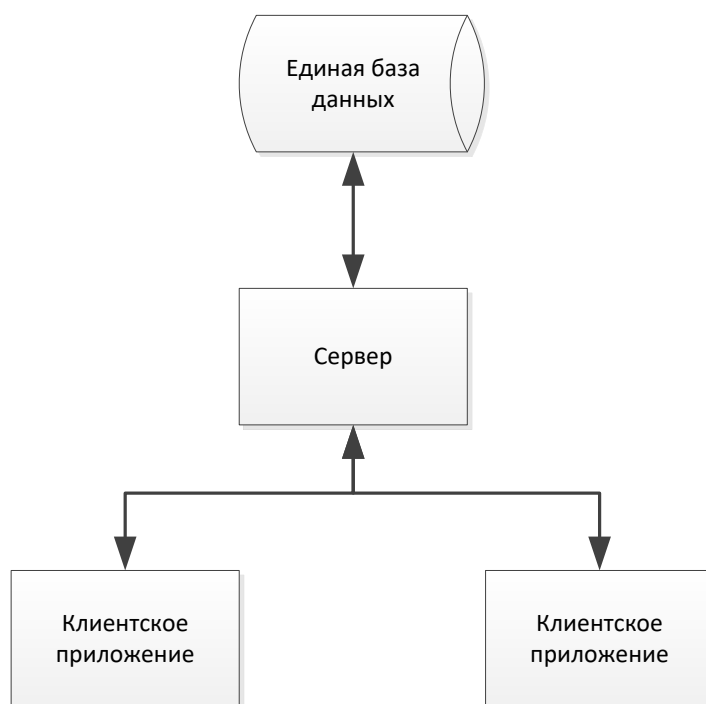 Единая база
данных
Сервер
Клиентское
приложение
Клиентское
приложение